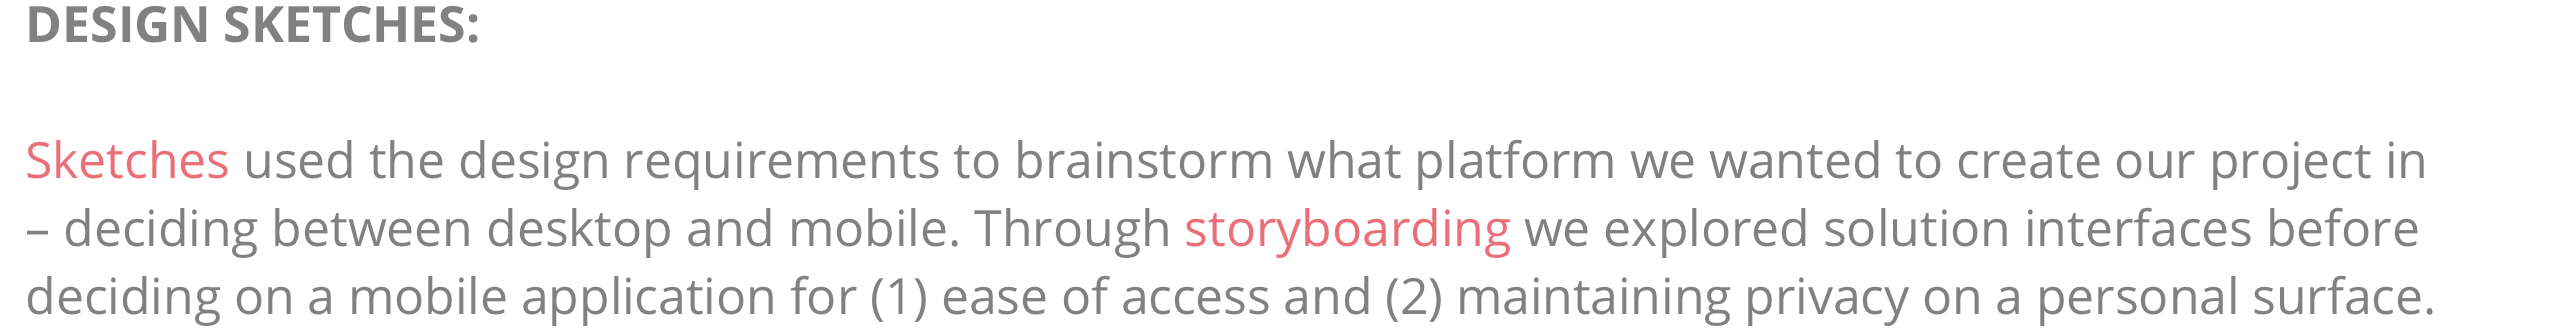 DESIGN SKETCHES:
Sketches used the design requirements to brainstorm what platform we wanted to create our project in
– deciding between desktop and mobile. Through storyboarding we explored solution interfaces before
deciding on a mobile application for (1) ease of access and (2) maintaining privacy on a personal surface.